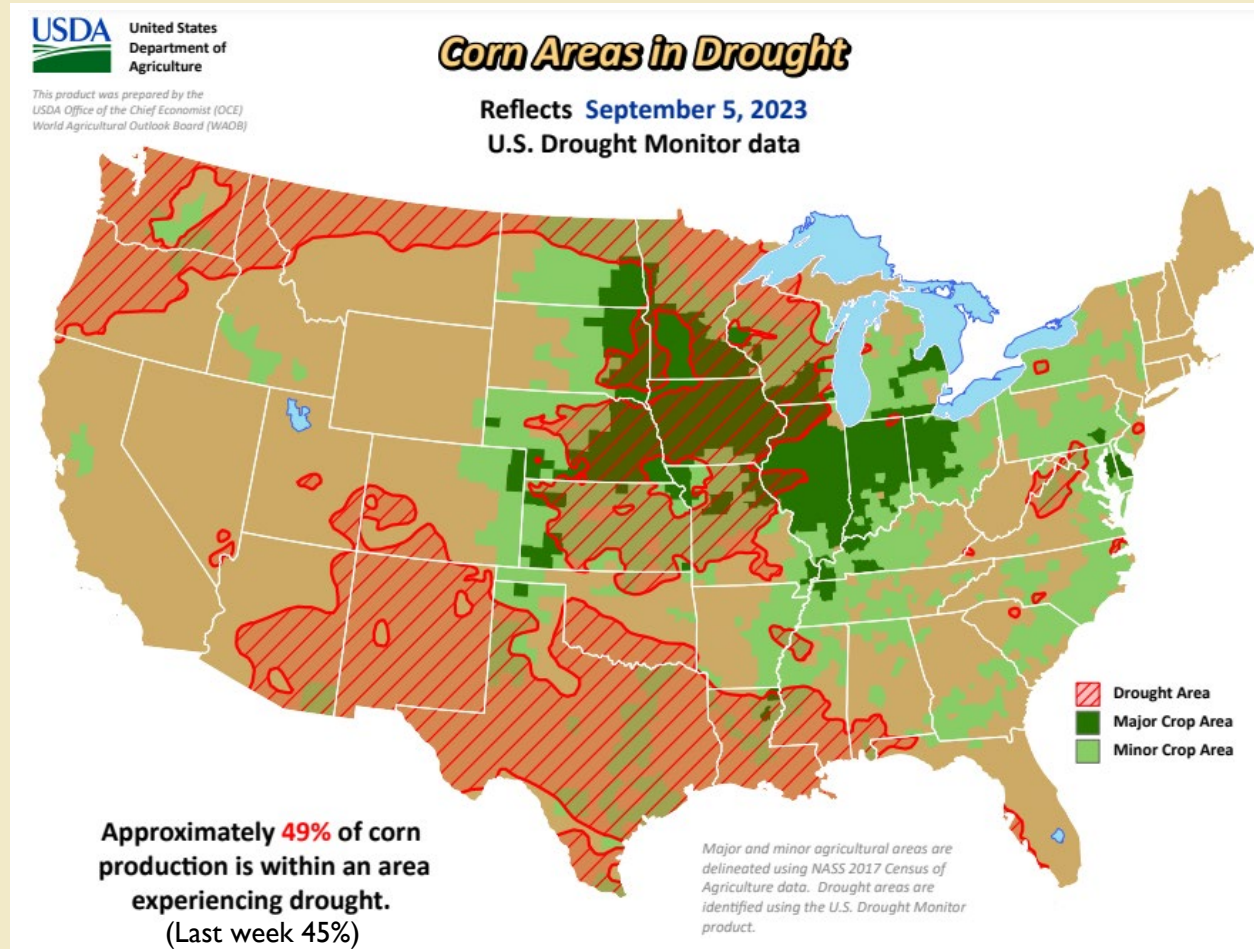 USDA
United States
Department of
Agriculture
This product was prepared by the
USDA Office of the Chief Economist (OCE)
World Agricultural Outlook Board (WAOB)
Corn Areas in Drought
Reflects September 5, 2023
U.S. Drought Monitor data
Drought Area
Major Crop Area
Minor Crop Area
Approximately 49% of corn
production is within an area
experiencing drought.
(Last week 45%)
Major and minor agricultural areas are
delineated using NASS 2017 Census of
Agriculture data. Drought areas are
identified using the U.S. Drought Monitor
product.